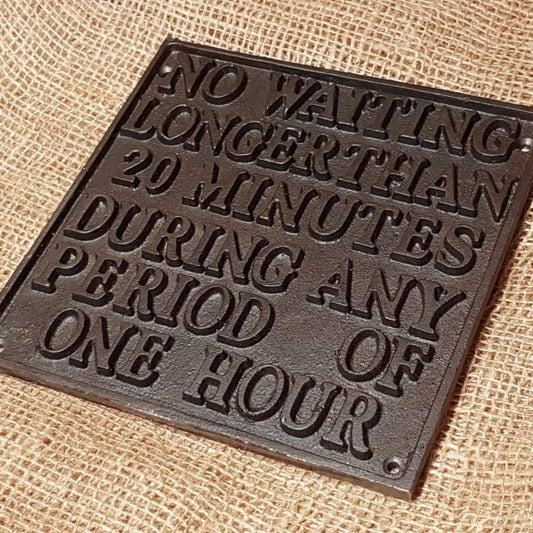 NO WAITING
LONGER THAN
20 MINUTES
DURING ANY
PERIOD OF
ONE HOUR